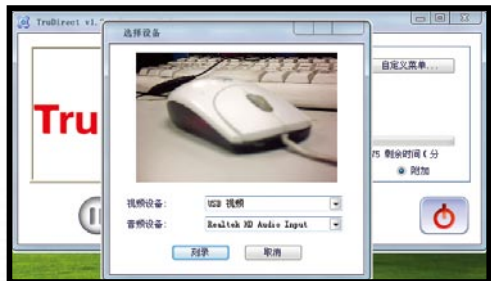 TruDirect v1.
选择设备
自定义菜单...
Tru
75 剩余时间(分
附加
视频设备:
USB 视频
音频设备:
Realtek HD Audio Input
刻录
取消